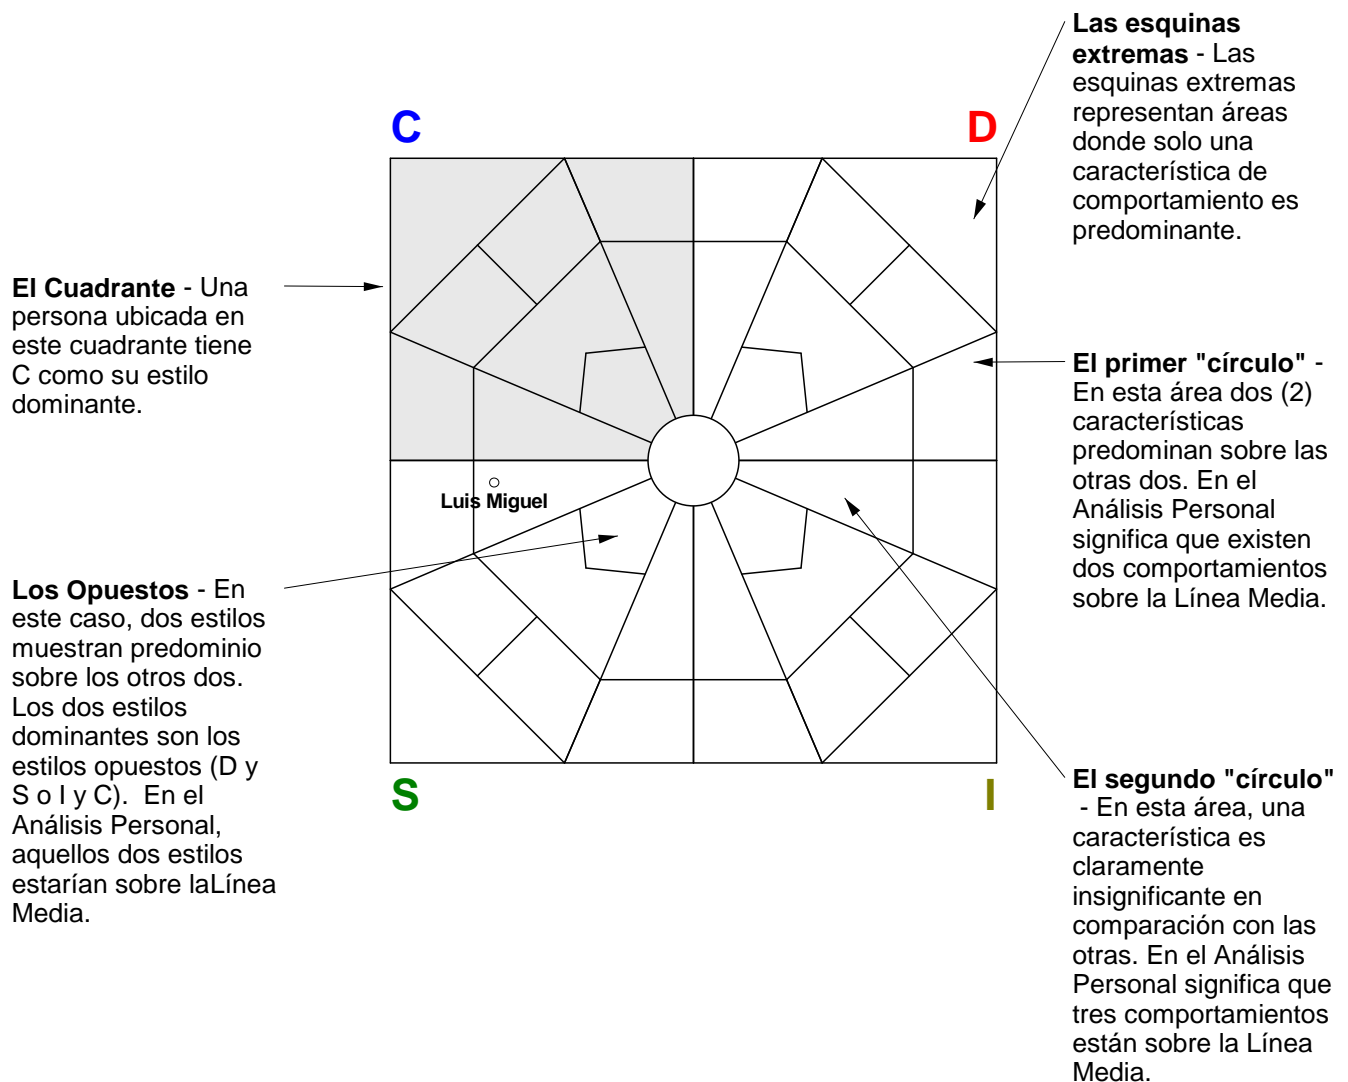 Las esquinas
extremas - Las
esquinas extremas
representan áreas
donde solo una
característica de
comportamiento es
predominante.
C
D
El Cuadrante - Una
persona ubicada en
este cuadrante tiene
C como su estilo
dominante.
El primer "círculo" -
En esta área dos (2)
características
predominan sobre las
otras dos. En el
Análisis Personal
significa que existen
dos comportamientos
sobre la Línea Media.
Luis Miguel
Los Opuestos - En
este caso, dos estilos
muestran predominio
sobre los otros dos.
Los dos estilos
dominantes son los
estilos opuestos (D y
S o I y C).  En el
Análisis Personal,
aquellos dos estilos
estarían sobre laLínea
Media.
S
I
El segundo "círculo"
- En esta área, una
característica es
claramente
insignificante en
comparación con las
otras. En el Análisis
Personal significa que
tres comportamientos
están sobre la Línea
Media.